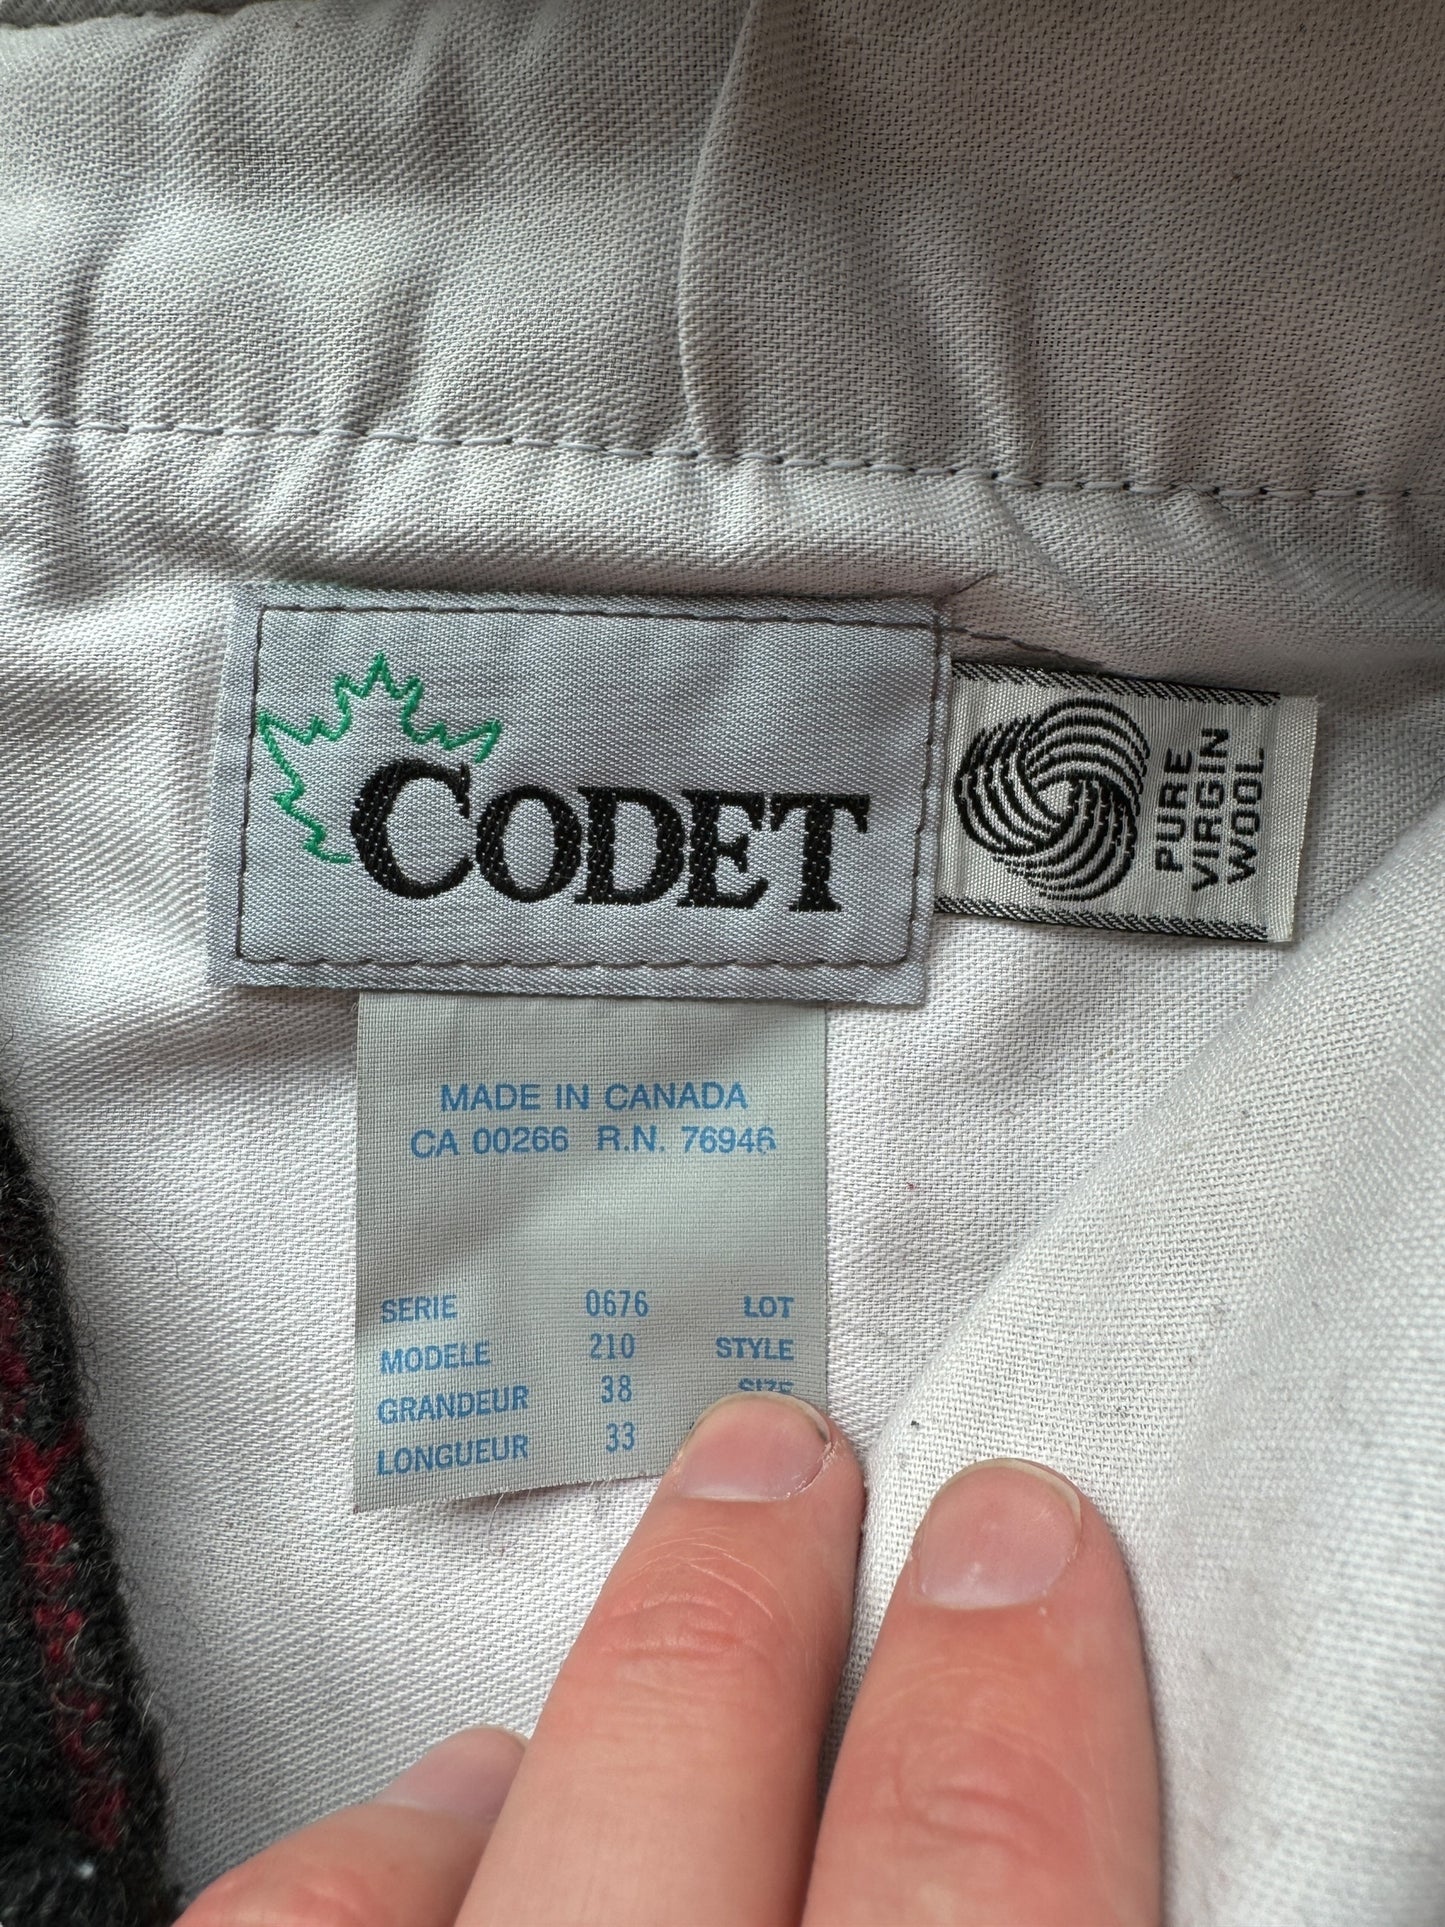 CODET
PURE
VIRGIN
WOOL
MADE IN CANADA
CA 00266 R.N. 76946
SERIE 0676 LOT
MODELE 210 STYLE
GRANDEUR 38 SIZE
LONGUEUR 33